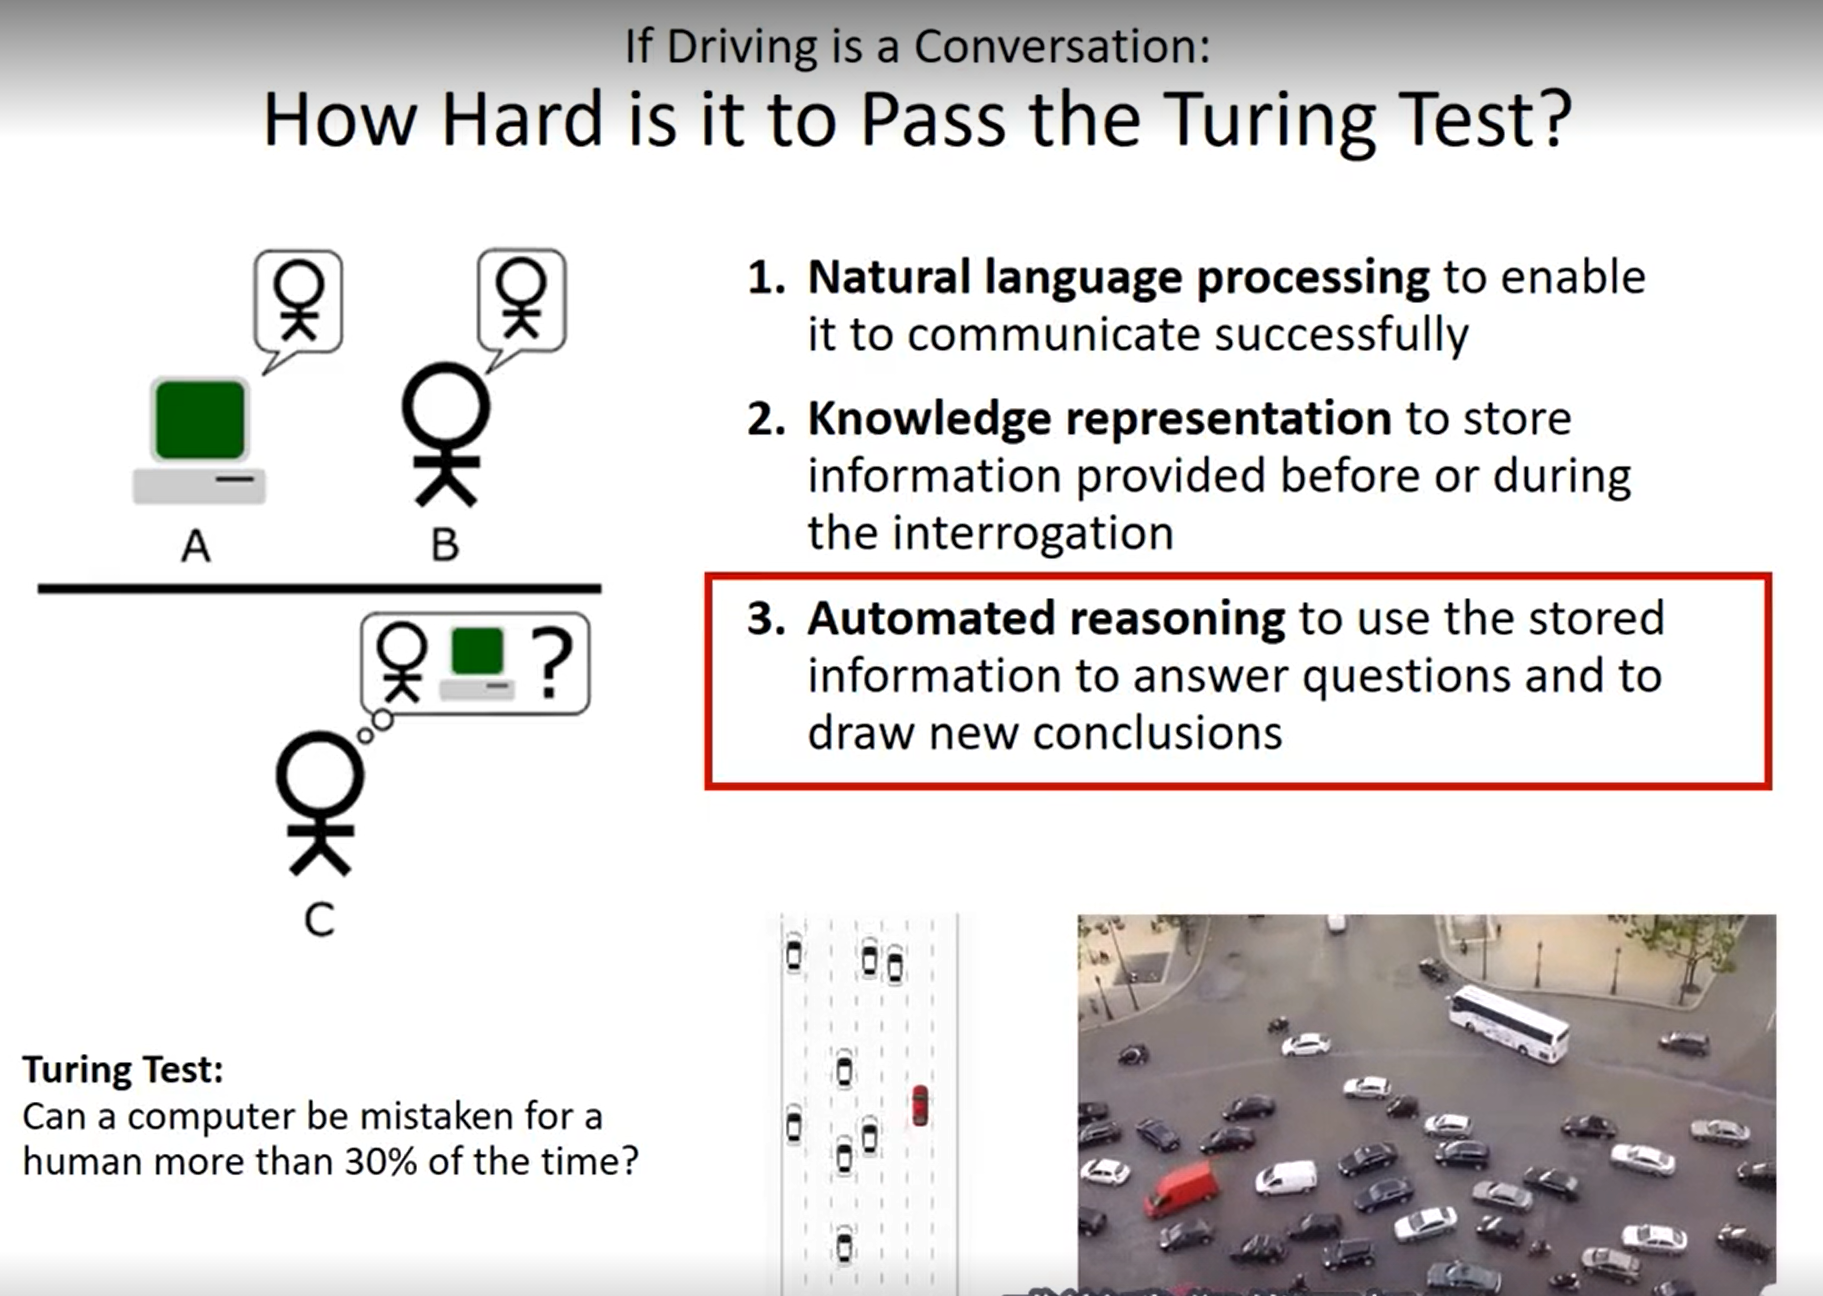 If Driving is a Conversation:
How Hard is it to Pass the Turing Test?
A
B
?
C
Turing Test:
Can a computer be mistaken for a
human more than 30% of the time?
1. Natural language processing to enable
it to communicate successfully
2. Knowledge representation to store
information provided before or during
the interrogation
3. Automated reasoning to use the stored
information to answer questions and to
draw new conclusions